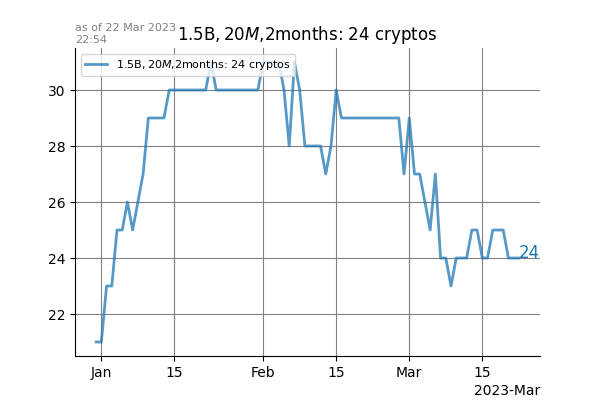 as of 22 Mar 2023
22:54
1.5B, 20M,2months: 24 cryptos
1.5B, 20M,2months: 24 cryptos
30
28
26
24
22
24
Jan 15 Feb 15 Mar 15
2023-Mar